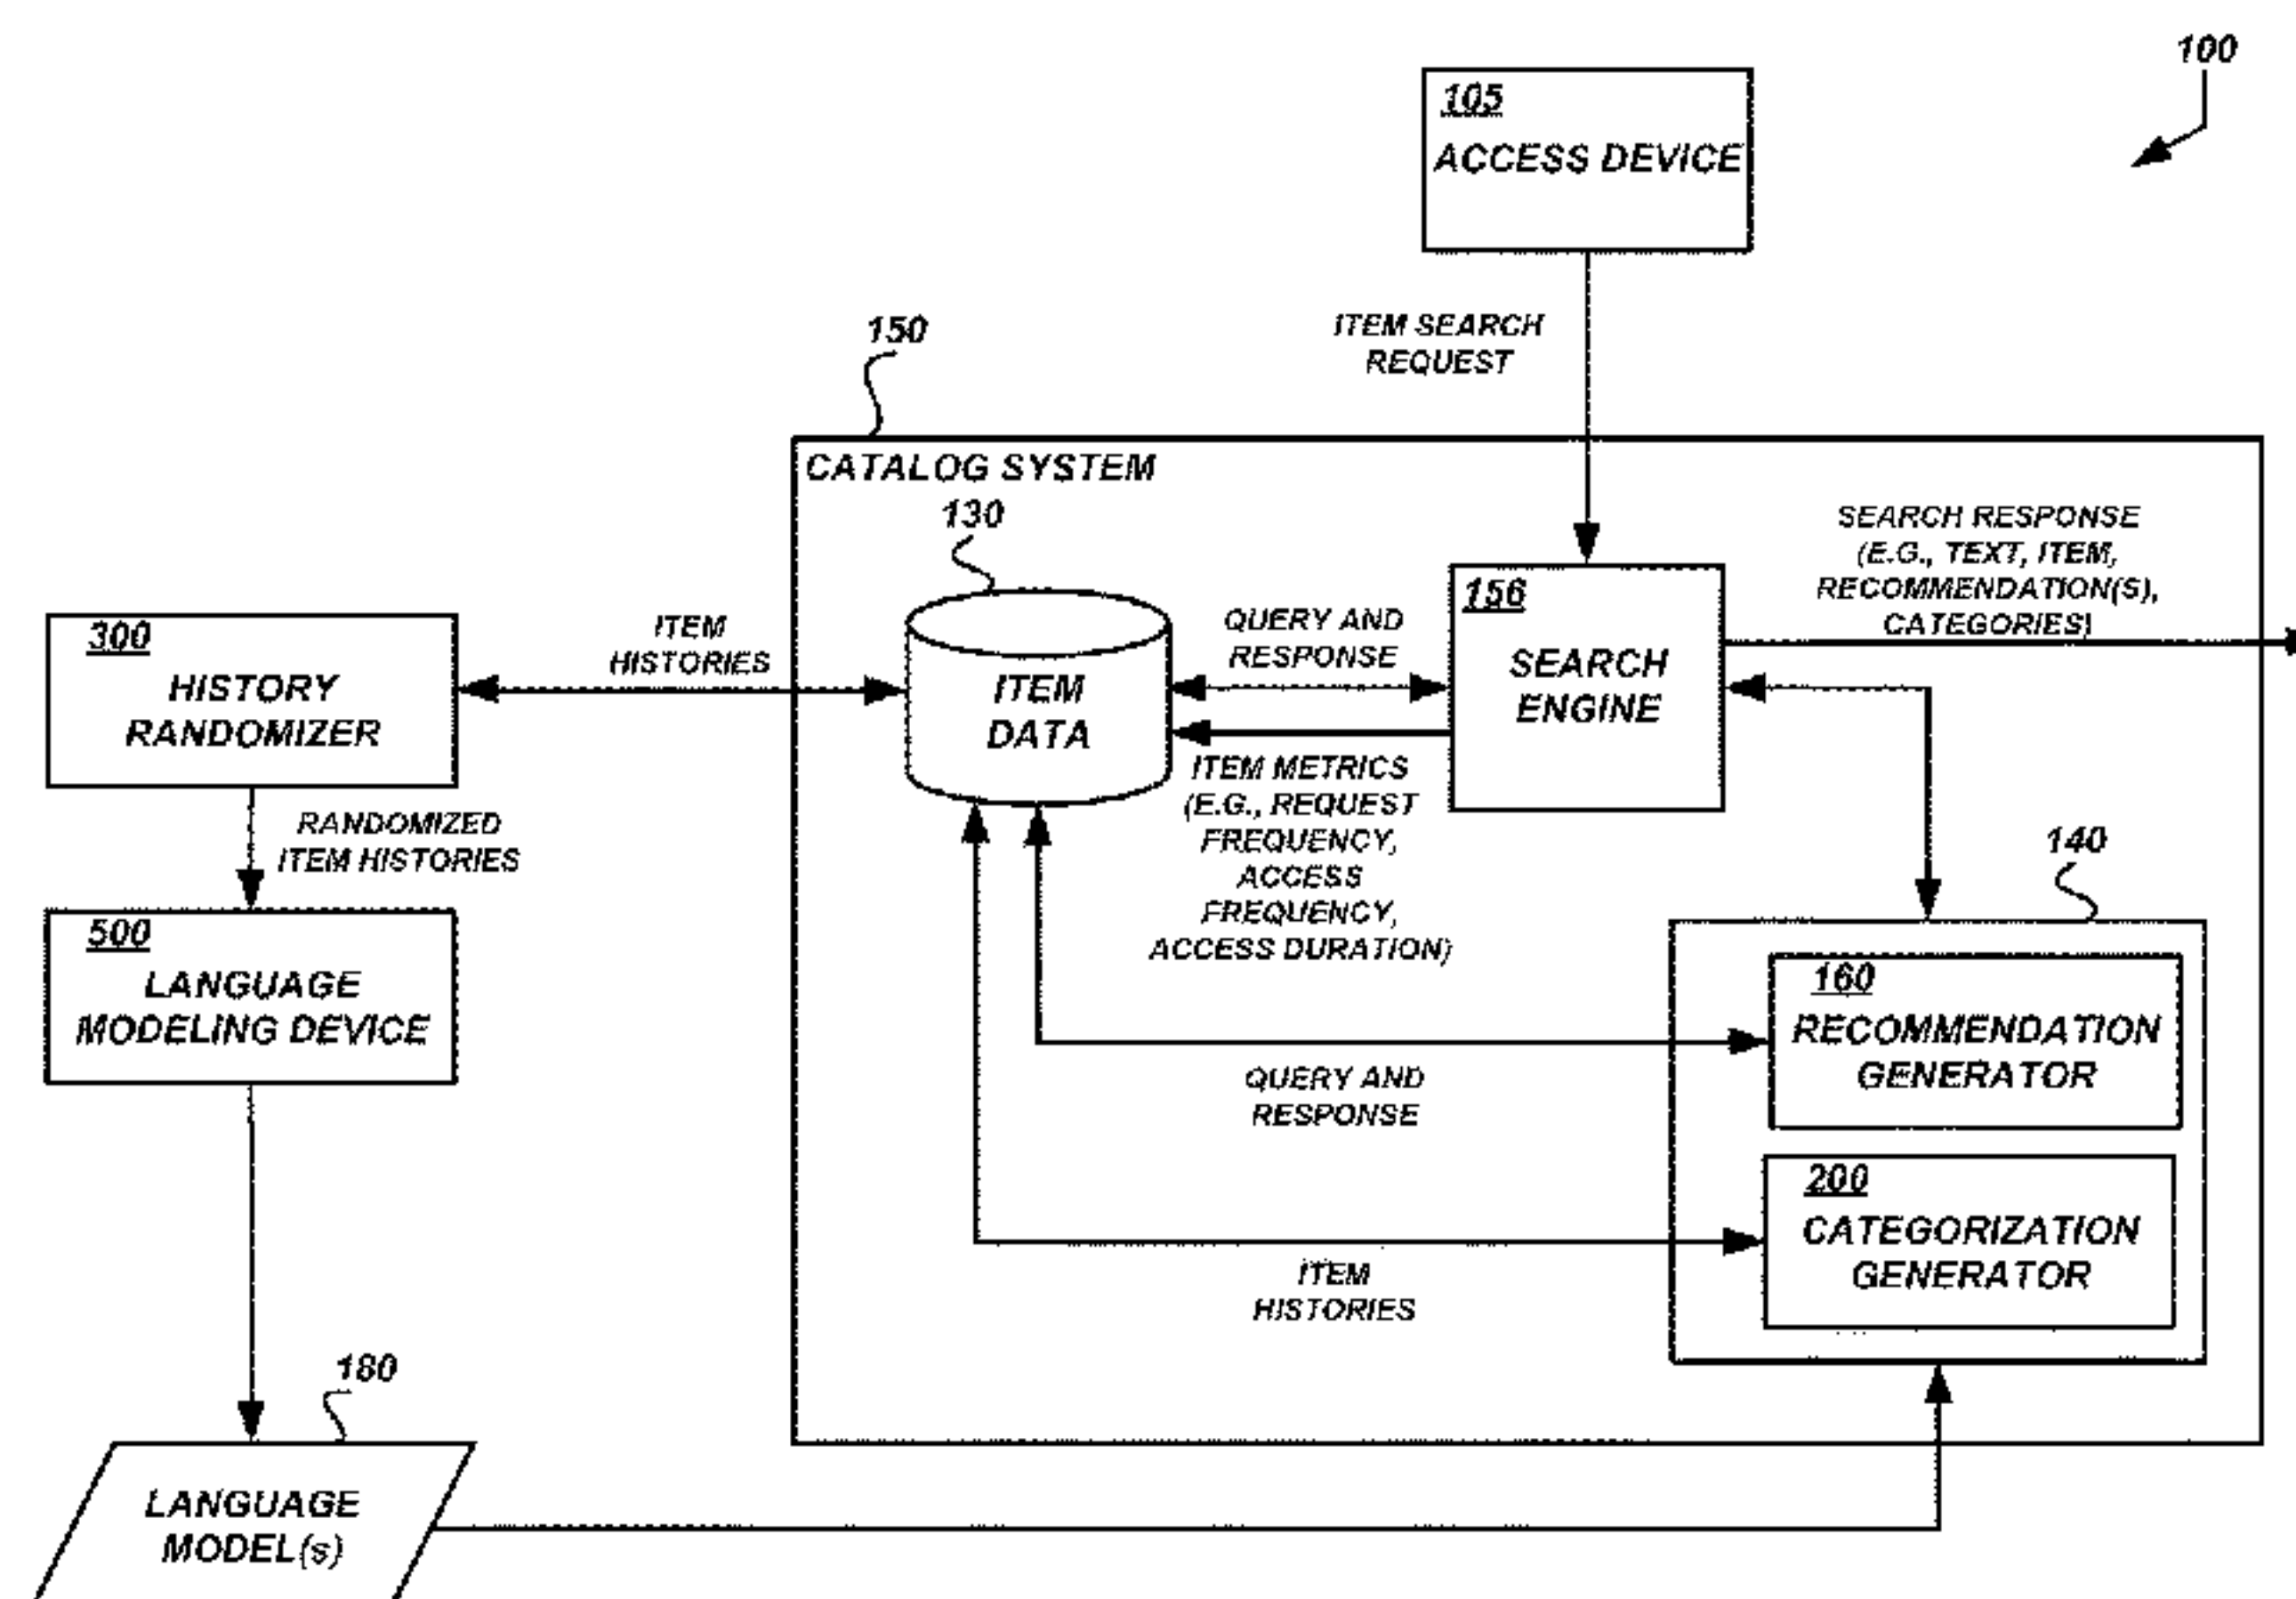 100
105
ACCESS DEVICE
ITEM SEARCH
REQUEST
150
CATALOG SYSTEM
130
ITEM
DATA
QUERY AND
RESPONSE
156
SEARCH
ENGINE
SEARCH RESPONSE
(E.G., TEXT, ITEM,
RECOMMENDATION(S),
CATEGORIES)
300
HISTORY
RANDOMIZER
ITEM
HISTORIES
ITEM METRICS
(E.G., REQUEST
FREQUENCY,
ACCESS
FREQUENCY,
ACCESS DURATION)
RANDOMIZED
ITEM HISTORIES
500
LANGUAGE
MODELING DEVICE
140
160
RECOMMENDATION
GENERATOR
QUERY AND
RESPONSE
200
CATEGORIZATION
GENERATOR
ITEM
HISTORIES
180
LANGUAGE
MODEL(s)